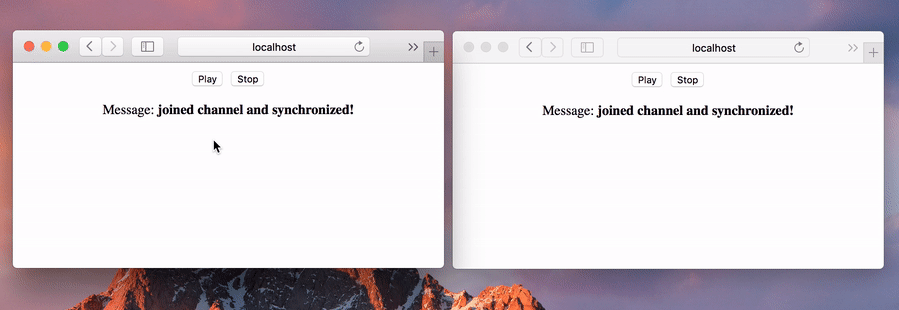 localhost
Play Stop
Message: joined channel and synchronized!
localhost
Play Stop
Message: joined channel and synchronized!